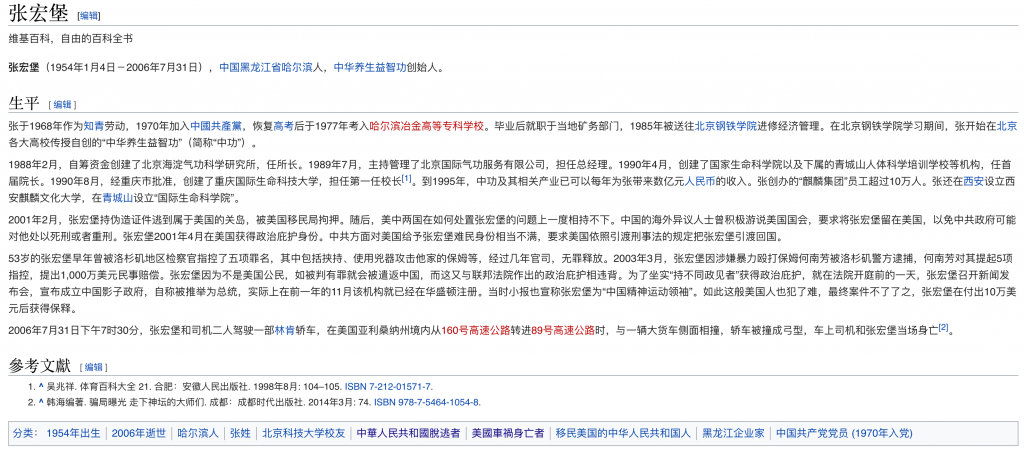 张宏堡 [编辑]
维基百科，自由的百科全书
张宏堡（1954年1月4日－2006年7月31日），中国黑龙江省哈尔滨人，中华养生益智功创始人。
生平 [ 编辑 ]
张于1968年作为知青劳动，1970年加入中國共產黨，恢复高考后于1977年考入哈尔滨冶金高等专科学校。毕业后就职于当地矿务部门，1985年被送往北京钢铁学院进修经济管理。在北京钢铁学院学习期间，张开始在北京
各大高校传授自创的“中华养生益智功”（简称“中功”）。
1988年2月，自筹资金创建了北京海淀气功科学研究所，任所长。1989年7月，主持管理了北京国际气功服务有限公司，担任总经理。1990年4月，创建了国家生命科学院以及下属的青城山人体科学培训学校等机构，任首
届院长。1990年8月，经重庆市批准，创建了重庆国际生命科技大学，担任第一任校长[1]。到1995年，中功及其相关产业已可以每年为张带来数亿元人民币的收入。张创办的“麒麟集团”员工超过10万人。张还在西安设立西
安麒麟文化大学，在青城山设立“国际生命科学院”。
2001年2月，张宏堡持伪造证件逃到属于美国的关岛，被美国移民局拘押。随后，美中两国在如何处置张宏堡的问题上一度相持不下。中国的海外异议人士曾积极游说美国国会，要求将张宏堡留在美国，以免中共政府可能
对他处以死刑或者重刑。张宏堡2001年4月在美国获得政治庇护身份。中共方面对美国给予张宏堡难民身份相当不满，要求美国依照引渡刑事法的规定把张宏堡引渡回国。
53岁的张宏堡早年曾被洛杉矶地区检察官指控了五项罪名，其中包括挟持、使用光器攻击他家的保姆等，经过几年官司，无罪释放。2003年3月，张宏堡因涉嫌暴力殴打保姆何南芳被洛杉矶警方逮捕，何南芳对其提起5项
指控，提出1,000万美元民事赔偿。张宏堡因为不是美国公民，如被判有罪就会被遣返中国，而这又与联邦法院作出的政治庇护相违背。为了坐实“持不同政见者”获得政治庇护，就在法院开庭前的一天，张宏堡召开新闻发
布会，宣布成立中国影子政府，自称被推举为总统，实际上在前一年的11月该机构就已经在华盛顿注册。当时小报也宣称张宏堡为“中国精神运动领袖”。如此这般美国人也犯了难，最终案件不了了之，张宏堡在付出10万美
元后获得保释。
2006年7月31日下午7时30分，张宏堡和司机二人驾驶一部林肯轿车，在美国亚利桑纳州境内从160号高速公路转进89号高速公路时，与一辆大货车侧面相撞，轿车被撞成弓型，车上司机和张宏堡当场身亡[2]。
参考文獻 [ 编辑 ]
1. ^ 吴兆祥. 体育百科大全 21. 合肥：安徽人民出版社. 1998年8月: 104–105. ISBN 7-212-01571-7.
2. ^ 韩海编著. 骗局曝光 走下神坛的大师们. 成都：成都时代出版社. 2014年3月: 74. ISBN 978-7-5464-1054-8.
分类： 1954年出生 | 2006年逝世 | 哈尔滨人 | 张姓 | 北京科技大学校友 | 中華人民共和國脫逃者 | 美國車禍身亡者 | 移民美国的中华人民共和国人 | 黑龙江企业家 | 中国共产党党员 (1970年入党)